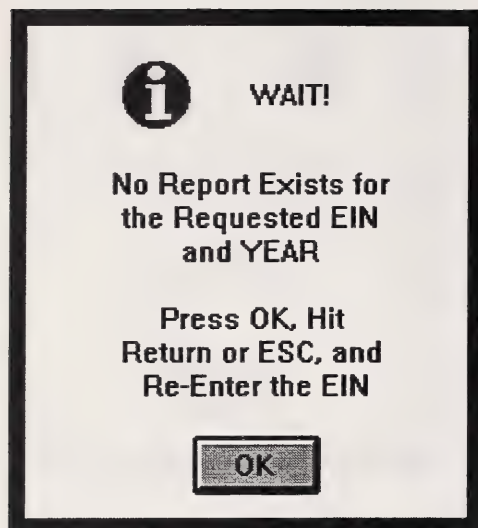 WAIT!
No Report Exists for
the Requested EIN
and YEAR
Press OK, Hit
Return or ESC, and
Re-Enter the EIN
OK